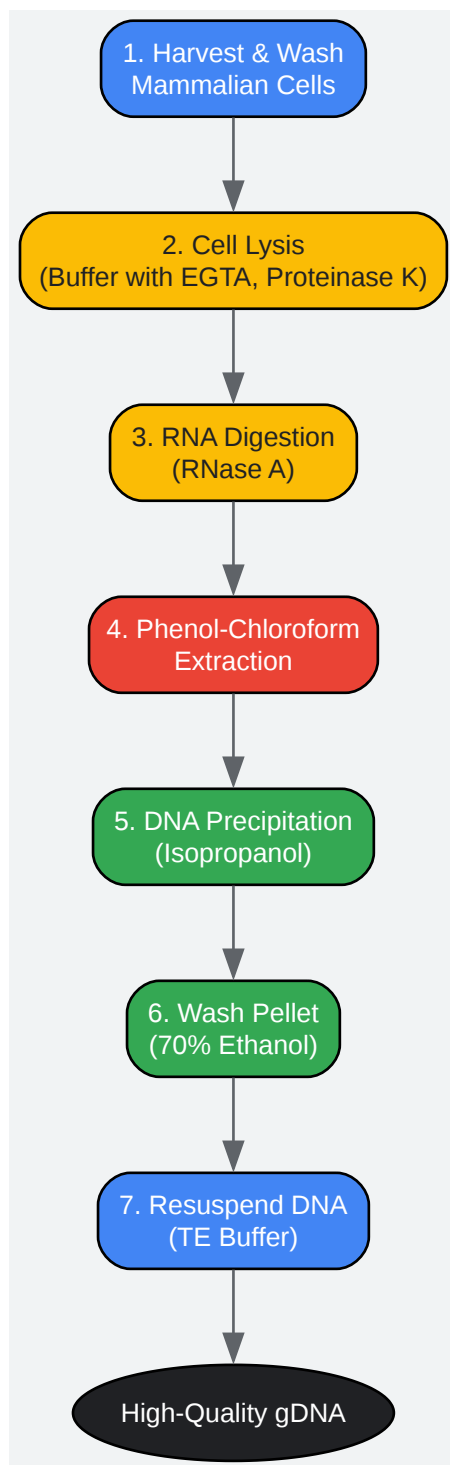 1. Harvest & Wash
Mammalian Cells
2. Cell Lysis
(Buffer with EGTA, Proteinase K)
3. RNA Digestion
(RNase A)
4. Phenol-Chloroform
Extraction
5. DNA Precipitation
(Isopropanol)
6. Wash Pellet
(70% Ethanol)
7. Resuspend DNA
(TE Buffer)
High-Quality gDNA